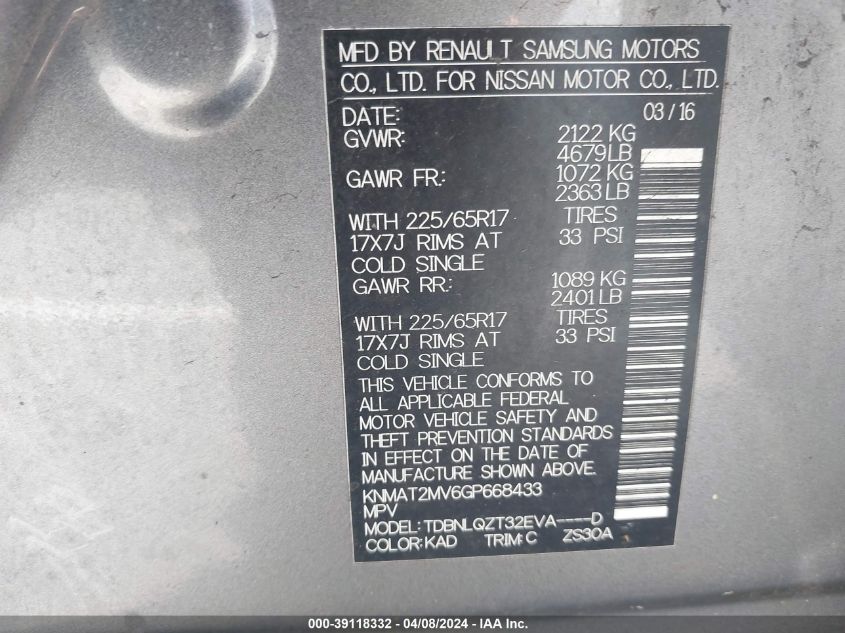 MFD BY RENAULT SAMSUNG MOTORS
CO., LTD. FOR NISSAN MOTOR CO., LTD.
DATE: 03/16
GVWR: 2122 KG
4679 LB
GAWR FR.: 1072 KG
2363 LB
WITH 225/65R17 TIRES
17X7J RIMS AT 33 PSI
COLD SINGLE
GAWR RR.: 1089 KG
2401 LB
WITH 225/65R17 TIRES
17X7J RIMS AT 33 PSI
COLD SINGLE
THIS VEHICLE CONFORMS TO
ALL APPLICABLE FEDERAL
MOTOR VEHICLE SAFETY AND
THEFT PREVENTION STANDARDS
IN EFFECT ON THE DATE OF
MANUFACTURE SHOWN ABOVE.
KNMAT2MV6GP668433
MPV
MODEL: TDBNLQZT32EVA----D
COLOR: KAD TRIM: C ZS30A
000-39118332 - 04/08/2024 - IAA Inc.